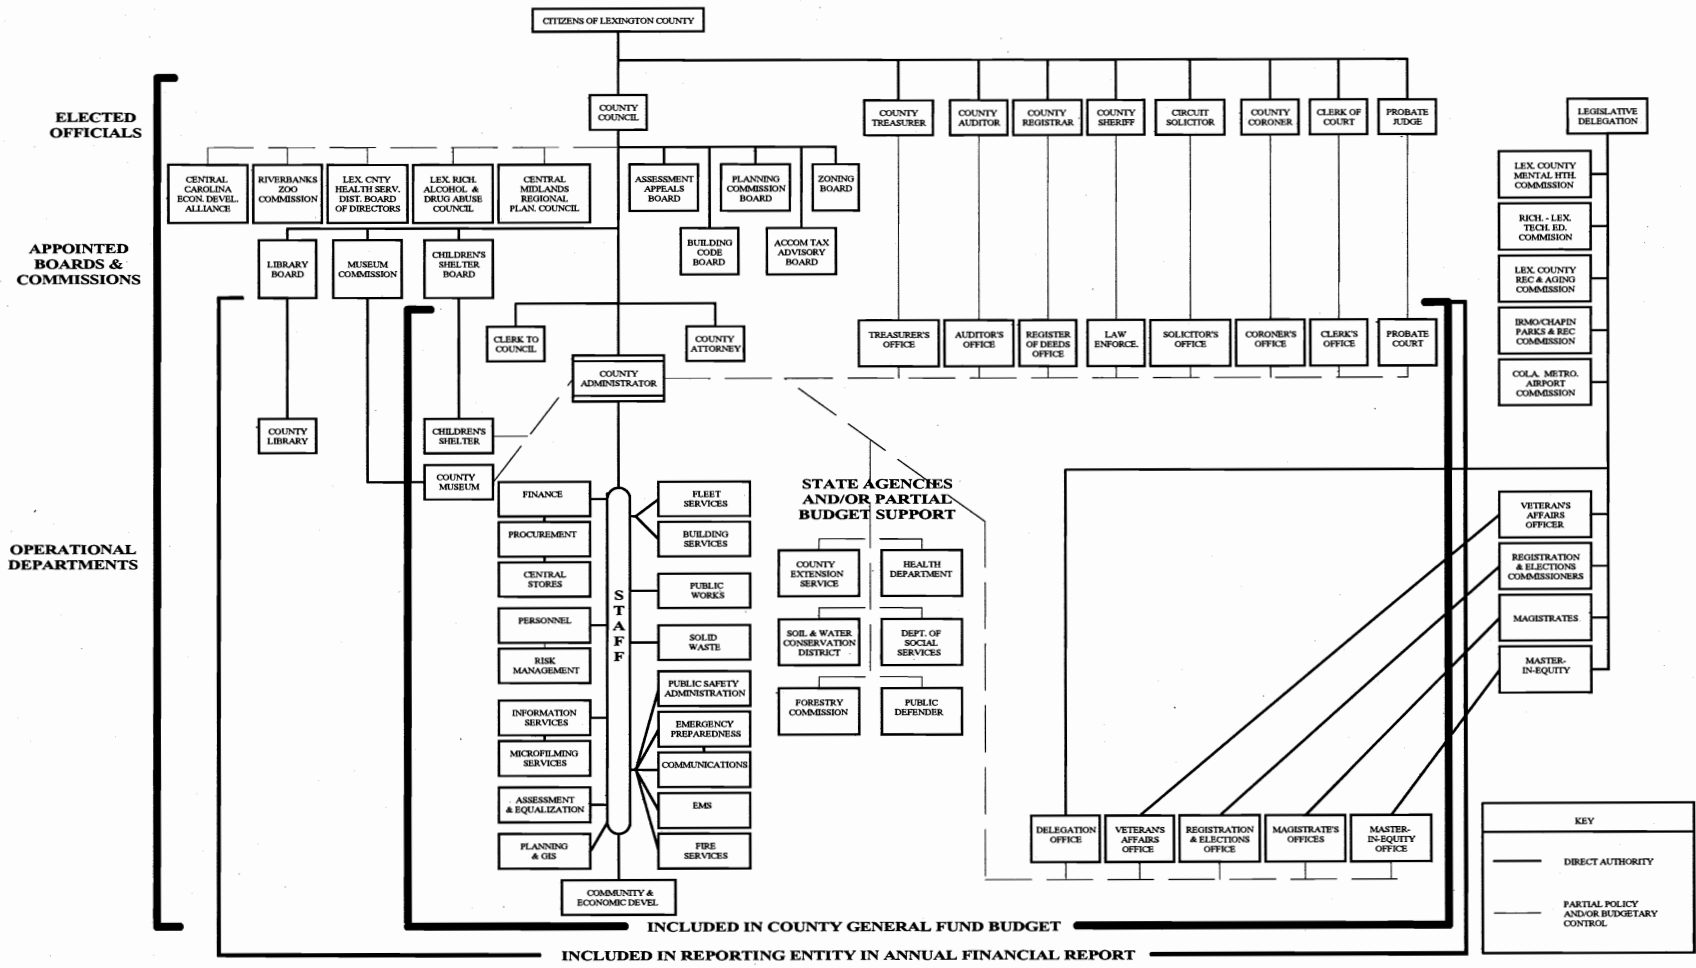 CITIZENS OF LEXINGTON COUNTY
ELECTED
OFFICIALS
COUNTY
COUNCIL
COUNTY
TREASURER
COUNTY
AUDITOR
COUNTY
REGISTRAR
COUNTY
SHERIFF
CIRCUIT
SOLICITOR
COUNTY
CORONER
CLERK OF
COURT
PROBATE
JUDGE
LEGISLATIVE
DELEGATION
CENTRAL
CAROLINA
ECON. DEVEL.
ALLIANCE
RIVERBANKS
ZOO
COMMISSION
LEX. CNTY
HEALTH SERV.
DIST. BOARD
OF DIRECTORS
LEX. RICH.
ALCOHOL &
DRUG ABUSE
COUNCIL
CENTRAL
MIDLANDS
REGIONAL
PLAN. COUNCIL
ASSESSMENT
APPEALS
BOARD
PLANNING
COMMISSION
BOARD
ZONING
BOARD
BUILDING
CODE
BOARD
ACCOM TAX
ADVISORY
BOARD
LEX. COUNTY
MENTAL HTH.
COMMISSION
RICH. - LEX.
TECH. ED.
COMMISION
LEX. COUNTY
REC & AGING
COMMISSION
IRMO/CHAPIN
PARKS & REC
COMMISSION
COLA. METRO.
AIRPORT
COMMISSION
APPOINTED
BOARDS &
COMMISSIONS
LIBRARY
BOARD
MUSEUM
COMMISSION
CHILDREN'S
SHELTER
BOARD
CLERK TO
COUNCIL
COUNTY
ATTORNEY
COUNTY
ADMINISTRATOR
TREASURER'S
OFFICE
AUDITOR'S
OFFICE
REGISTER
OF DEEDS
OFFICE
LAW
ENFORCE.
SOLICITOR'S
OFFICE
CORONER'S
OFFICE
CLERK'S
OFFICE
PROBATE
COURT
OPERATIONAL
DEPARTMENTS
COUNTY
LIBRARY
CHILDREN'S
SHELTER
COUNTY
MUSEUM
FINANCE
PROCUREMENT
CENTRAL
STORES
PERSONNEL
RISK
MANAGEMENT
INFORMATION
SERVICES
MICROFILMING
SERVICES
ASSESSMENT
& EQUALIZATION
PLANNING
& GIS
S
T
A
F
F
FLEET
SERVICES
BUILDING
SERVICES
PUBLIC
WORKS
SOLID
WASTE
PUBLIC SAFETY
ADMINISTRATION
EMERGENCY
PREPAREDNESS
COMMUNICATIONS
EMS
FIRE
SERVICES
COMMUNITY &
ECONOMIC DEVEL
STATE AGENCIES
AND/OR PARTIAL
BUDGET SUPPORT
COUNTY
EXTENSION
SERVICE
HEALTH
DEPARTMENT
SOIL & WATER
CONSERVATION
DISTRICT
DEPT. OF
SOCIAL
SERVICES
FORESTRY
COMMISSION
PUBLIC
DEFENDER
VETERAN'S
AFFAIRS
OFFICER
REGISTRATION
& ELECTIONS
COMMISSIONERS
MAGISTRATES
MASTER-
IN-EQUITY
DELEGATION
OFFICE
VETERAN'S
AFFAIRS
OFFICE
REGISTRATION
& ELECTIONS
OFFICE
MAGISTRATE'S
OFFICES
MASTER-
IN-EQUITY
OFFICE
KEY
DIRECT AUTHORITY
PARTIAL POLICY
AND/OR BUDGETARY
CONTROL
INCLUDED IN COUNTY GENERAL FUND BUDGET
INCLUDED IN REPORTING ENTITY IN ANNUAL FINANCIAL REPORT